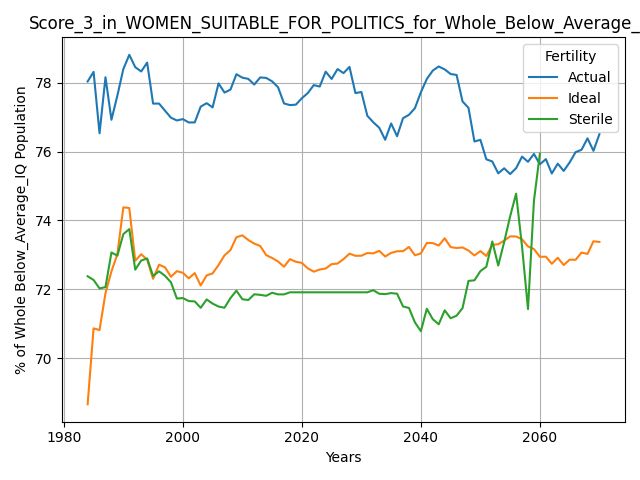 Score_3_in_WOMEN_SUITABLE_FOR_POLITICS_for_Whole_Below_Average_
Fertility
Actual
Ideal
Sterile
% of Whole Below_Average_IQ Population
78
76
74
72
70
1980
2000
2020
2040
2060
Years